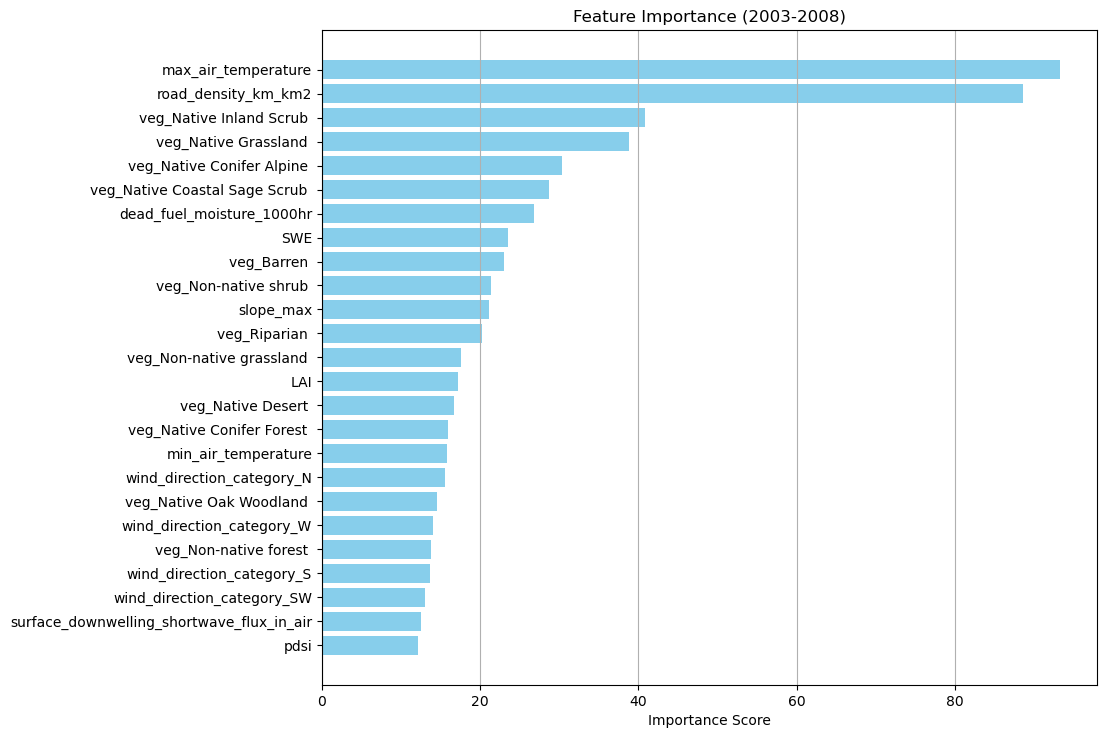 Feature Importance (2003-2008)
max_air_temperature
road_density_km_km2
veg_Native Inland Scrub
veg_Native Grassland
veg_Native Conifer Alpine
veg_Native Coastal Sage Scrub
dead_fuel_moisture_1000hr
SWE
veg_Barren
veg_Non-native shrub
slope_max
veg_Riparian
veg_Non-native grassland
LAI
veg_Native Desert
veg_Native Conifer Forest
min_air_temperature
wind_direction_category_N
veg_Native Oak Woodland
wind_direction_category_W
veg_Non-native forest
wind_direction_category_S
wind_direction_category_SW
surface_downwelling_shortwave_flux_in_air
pdsi
0 20 40 60 80
Importance Score